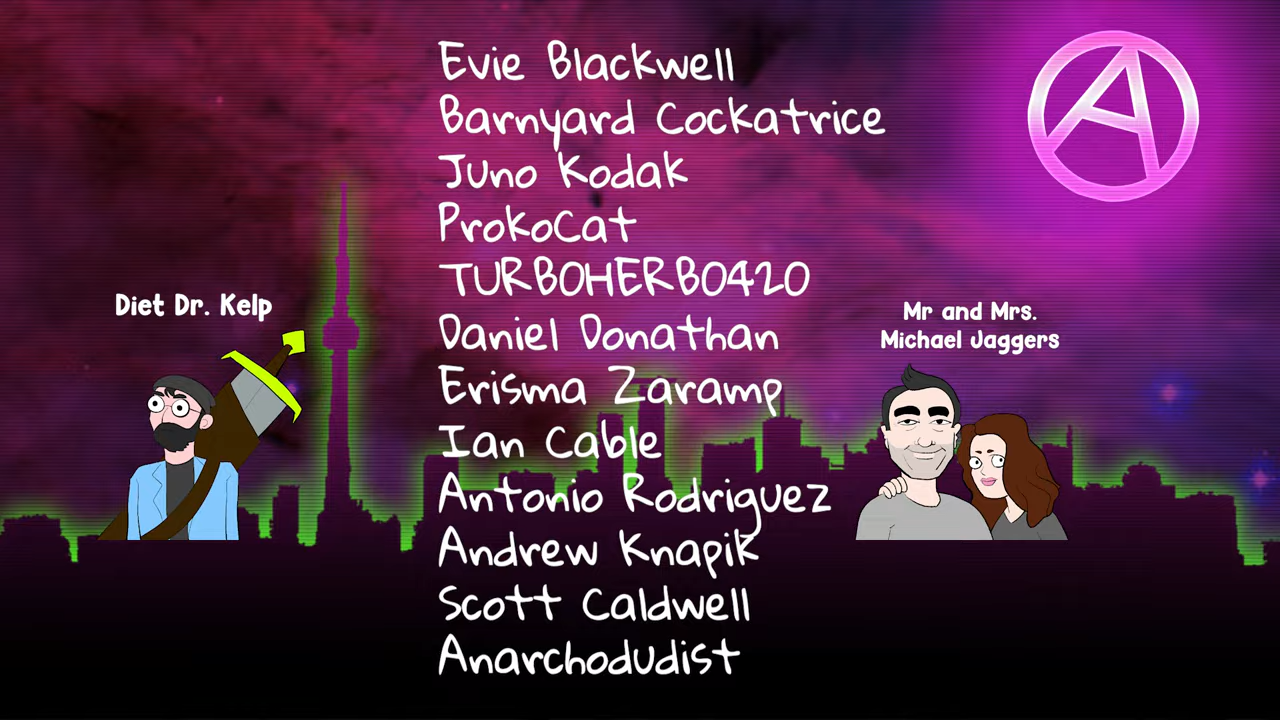 Evie Blackwell
Barnyard Cockatrice
Juno Kodak
ProkoCat
TURBOHERBO420
Daniel Donathan
Erisma Zaramp
Ian Cable
Antonio Rodriguez
Andrew Knapik
Scott Caldwell
Anarchodudist
Diet Dr. Kelp
Mr and Mrs.
Michael Jaggers
A